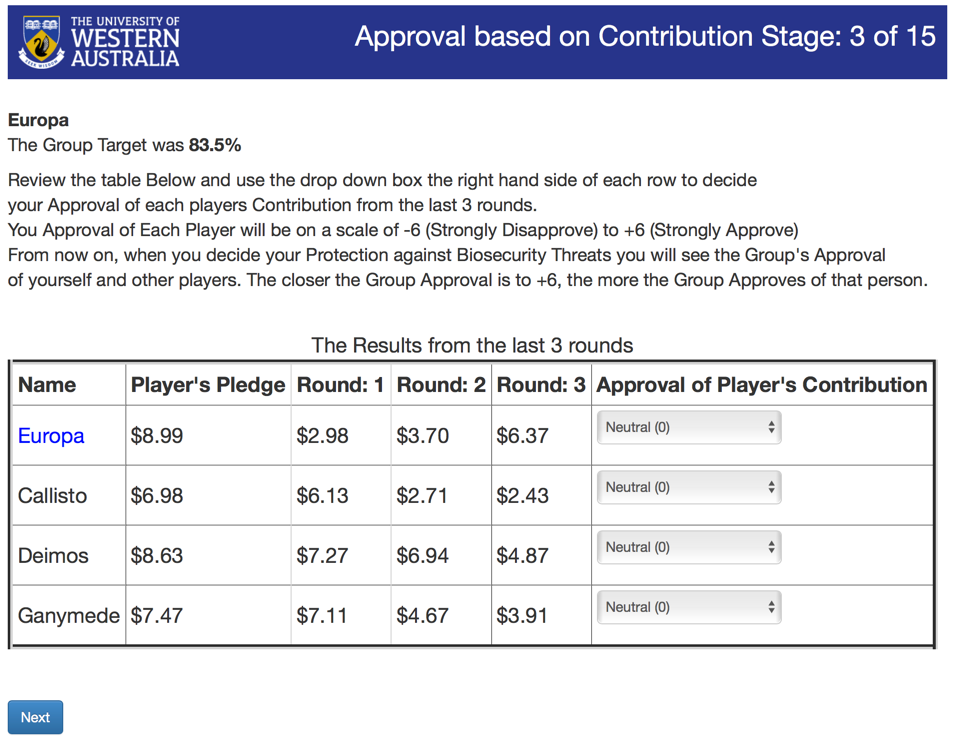 THE UNIVERSITY OF
WESTERN
AUSTRALIA
Approval based on Contribution Stage: 3 of 15
Europa
The Group Target was 83.5%
Review the table Below and use the drop down box the right hand side of each row to decide
your Approval of each players Contribution from the last 3 rounds.
You Approval of Each Player will be on a scale of -6 (Strongly Disapprove) to +6 (Strongly Approve)
From now on, when you decide your Protection against Biosecurity Threats you will see the Group's Approval
of yourself and other players. The closer the Group Approval is to +6, the more the Group Approves of that person.
The Results from the last 3 rounds
Name Player's Pledge Round: 1 Round: 2 Round: 3 Approval of Player's Contribution
Europa $8.99 $2.98 $3.70 $6.37 Neutral (0)
Callisto $6.98 $6.13 $2.71 $2.43 Neutral (0)
Deimos $8.63 $7.27 $6.94 $4.87 Neutral (0)
Ganymede $7.47 $7.11 $4.67 $3.91 Neutral (0)
Next